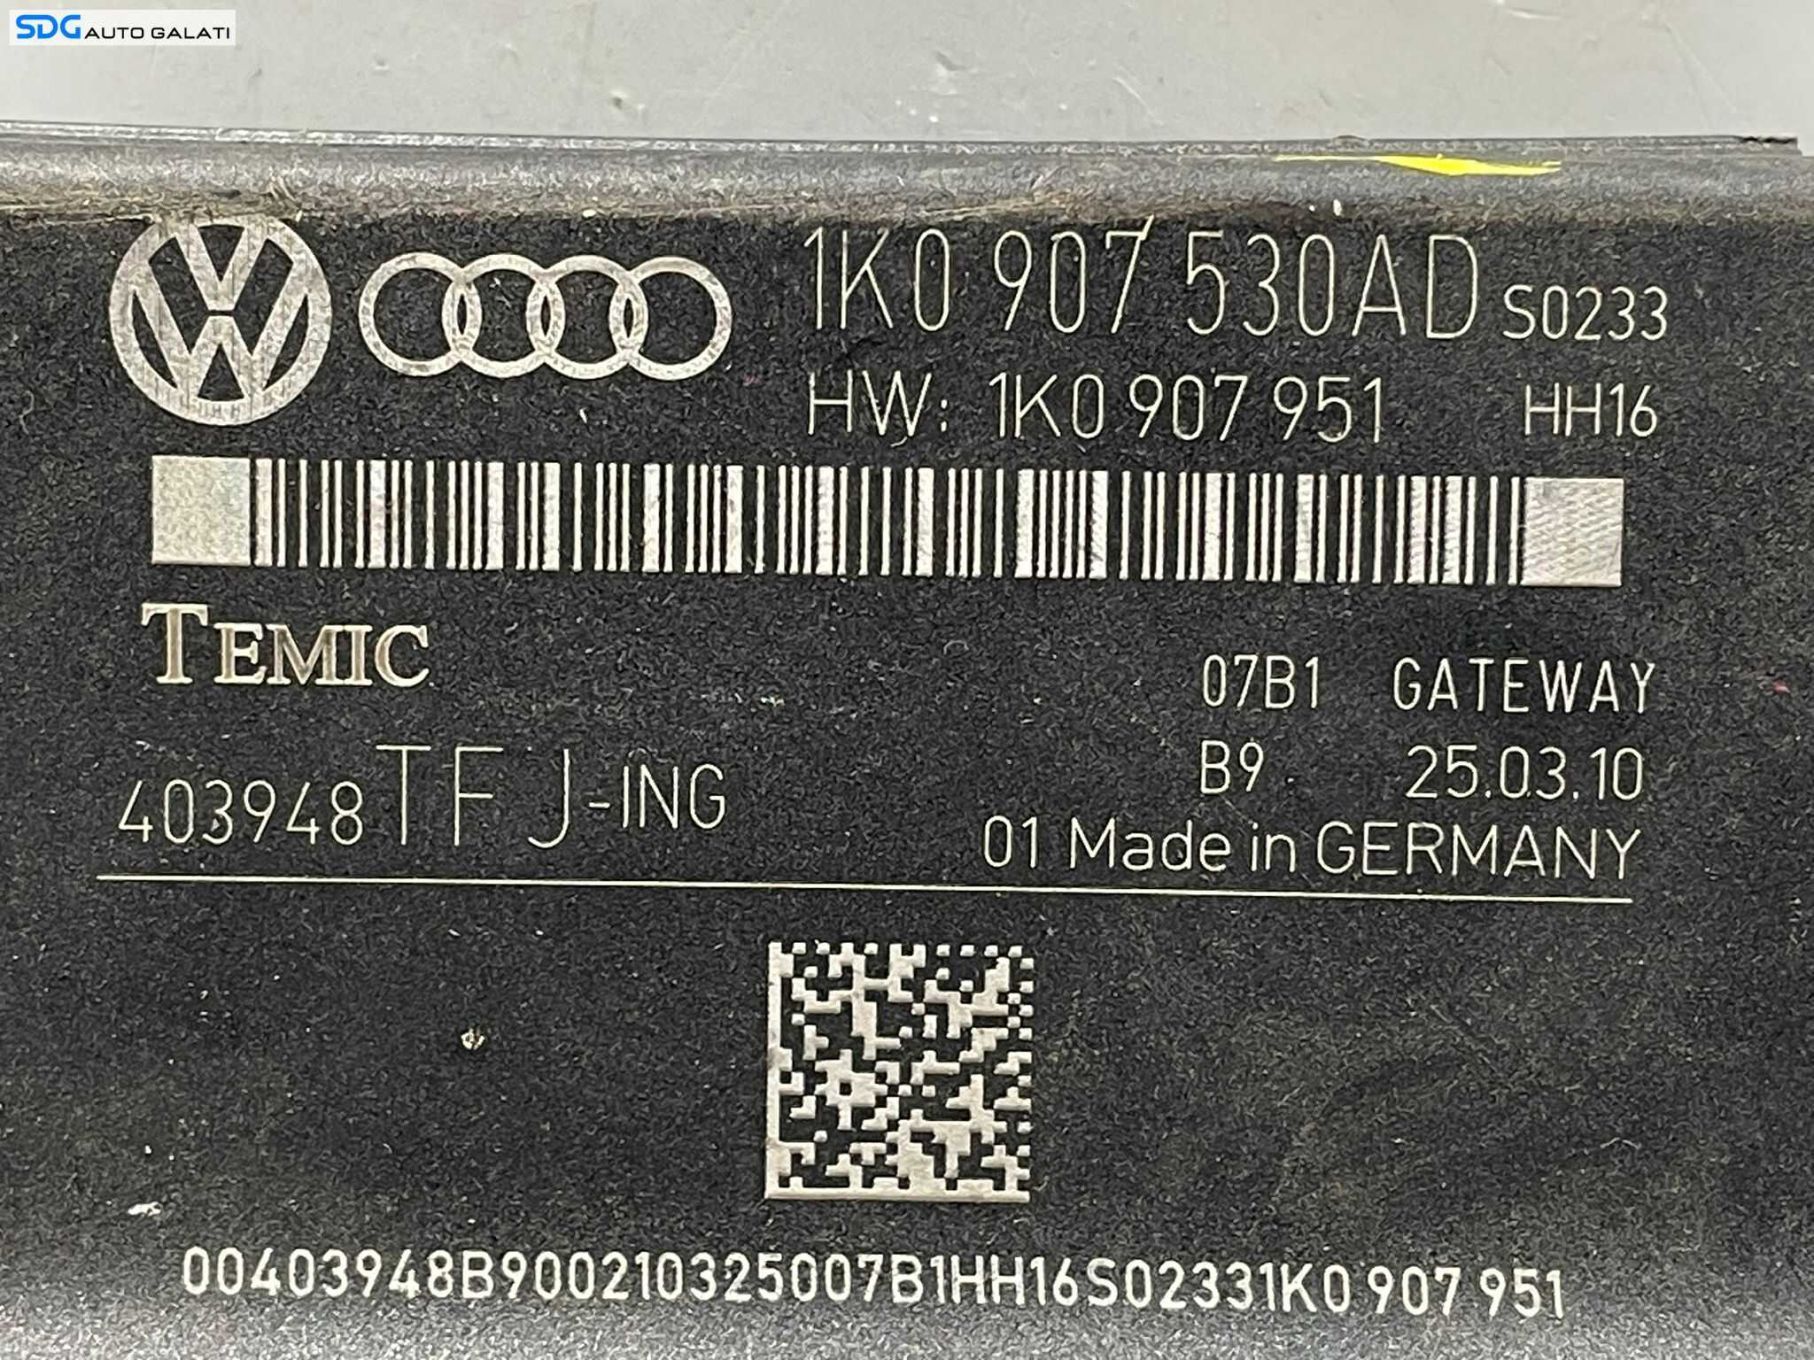 SDG AUTO GALATI
1K0 907 530AD S0233
HW: 1K0 907 951 HH16
TEMIC
07B1 GATEWAY
403948TFJ-ING
B9 25.03.10
01 Made in GERMANY
00403948B900210325007B1HH16S02331K0 907 951